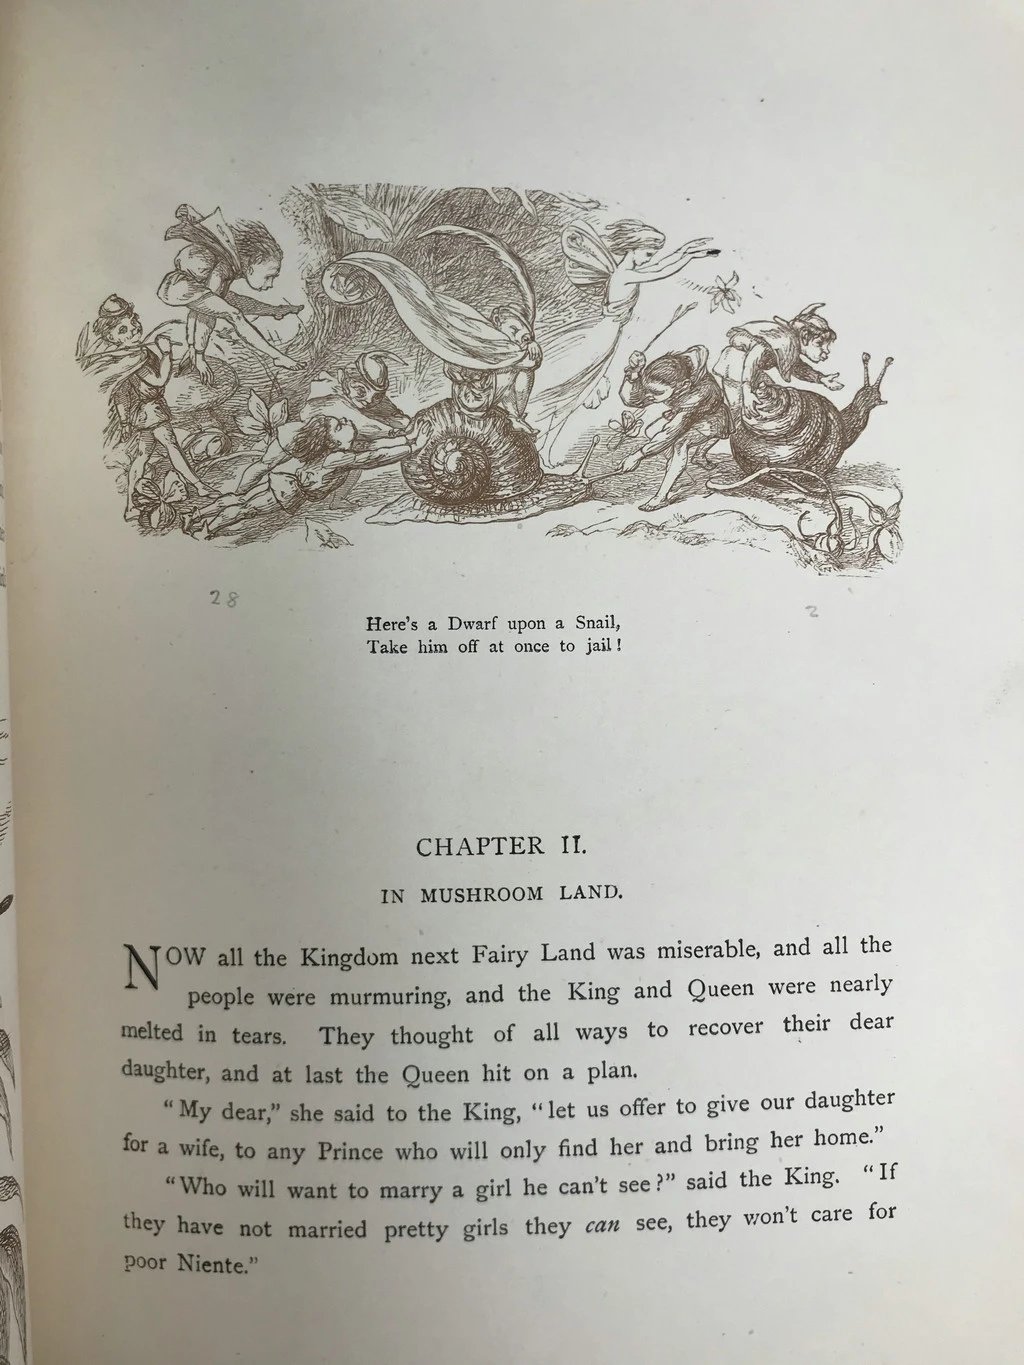 28
2
Here's a Dwarf upon a Snail,
Take him off at once to jail!
CHAPTER II.
IN MUSHROOM LAND.
NOW all the Kingdom next Fairy Land was miserable, and all the
people were murmuring, and the King and Queen were nearly
melted in tears. They thought of all ways to recover their dear
daughter, and at last the Queen hit on a plan.
"My dear," she said to the King, "let us offer to give our daughter
for a wife, to any Prince who will only find her and bring her home."
"Who will want to marry a girl he can't see?" said the King. "If
they have not married pretty girls they can see, they won't care for
poor Niente."